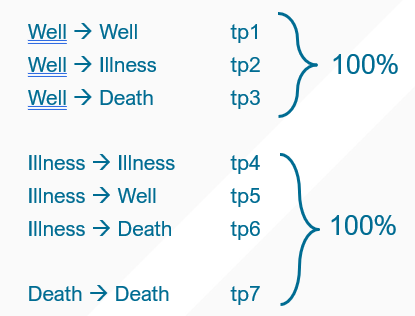 Well → Well tp1
Well → Illness tp2
Well → Death tp3
100%
Illness → Illness tp4
Illness → Well tp5
Illness → Death tp6
100%
Death → Death tp7